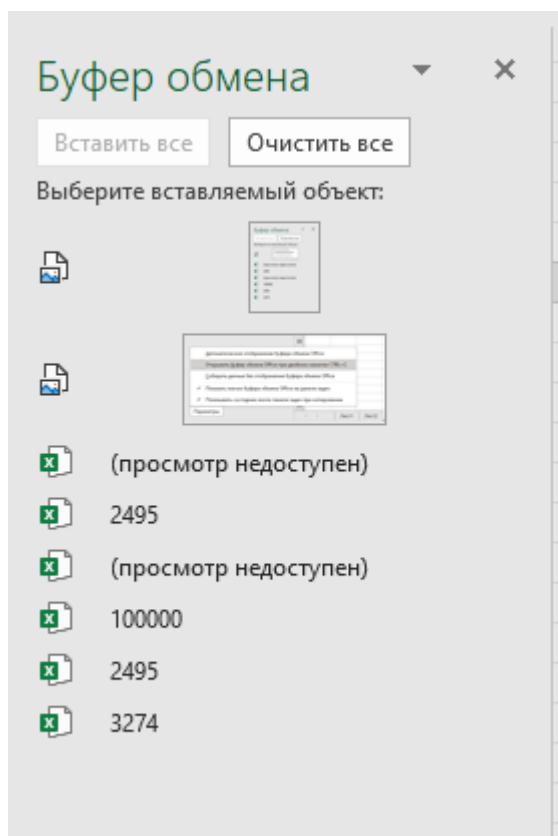 Буфер обмена
Вставить все
Очистить все
Выберите вставляемый объект:
(просмотр недоступен)
2495
(просмотр недоступен)
100000
2495
3274